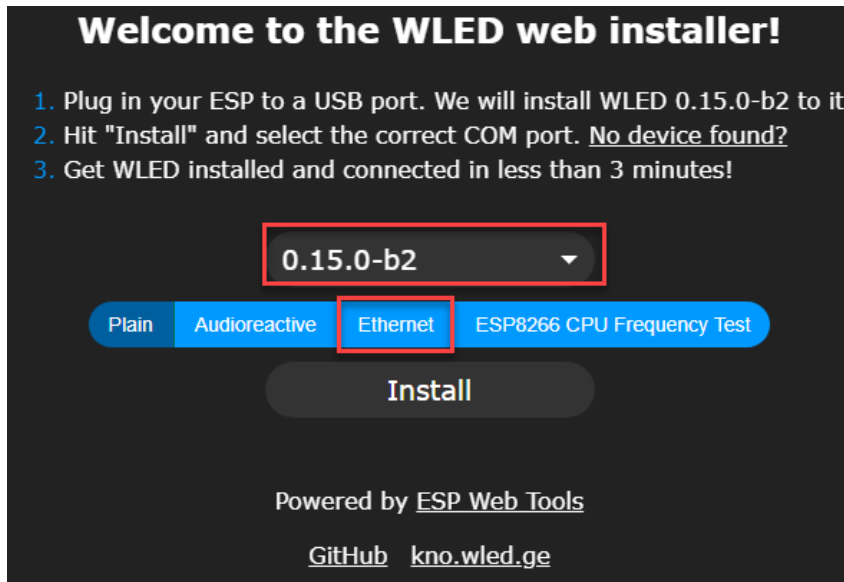 Welcome to the WLED web installer!
1. Plug in your ESP to a USB port. We will install WLED 0.15.0-b2 to it
2. Hit "Install" and select the correct COM port. No device found?
3. Get WLED installed and connected in less than 3 minutes!
0.15.0-b2
Plain Audioreactive Ethernet ESP8266 CPU Frequency Test
Install
Powered by ESP Web Tools
GitHub kno.wled.ge